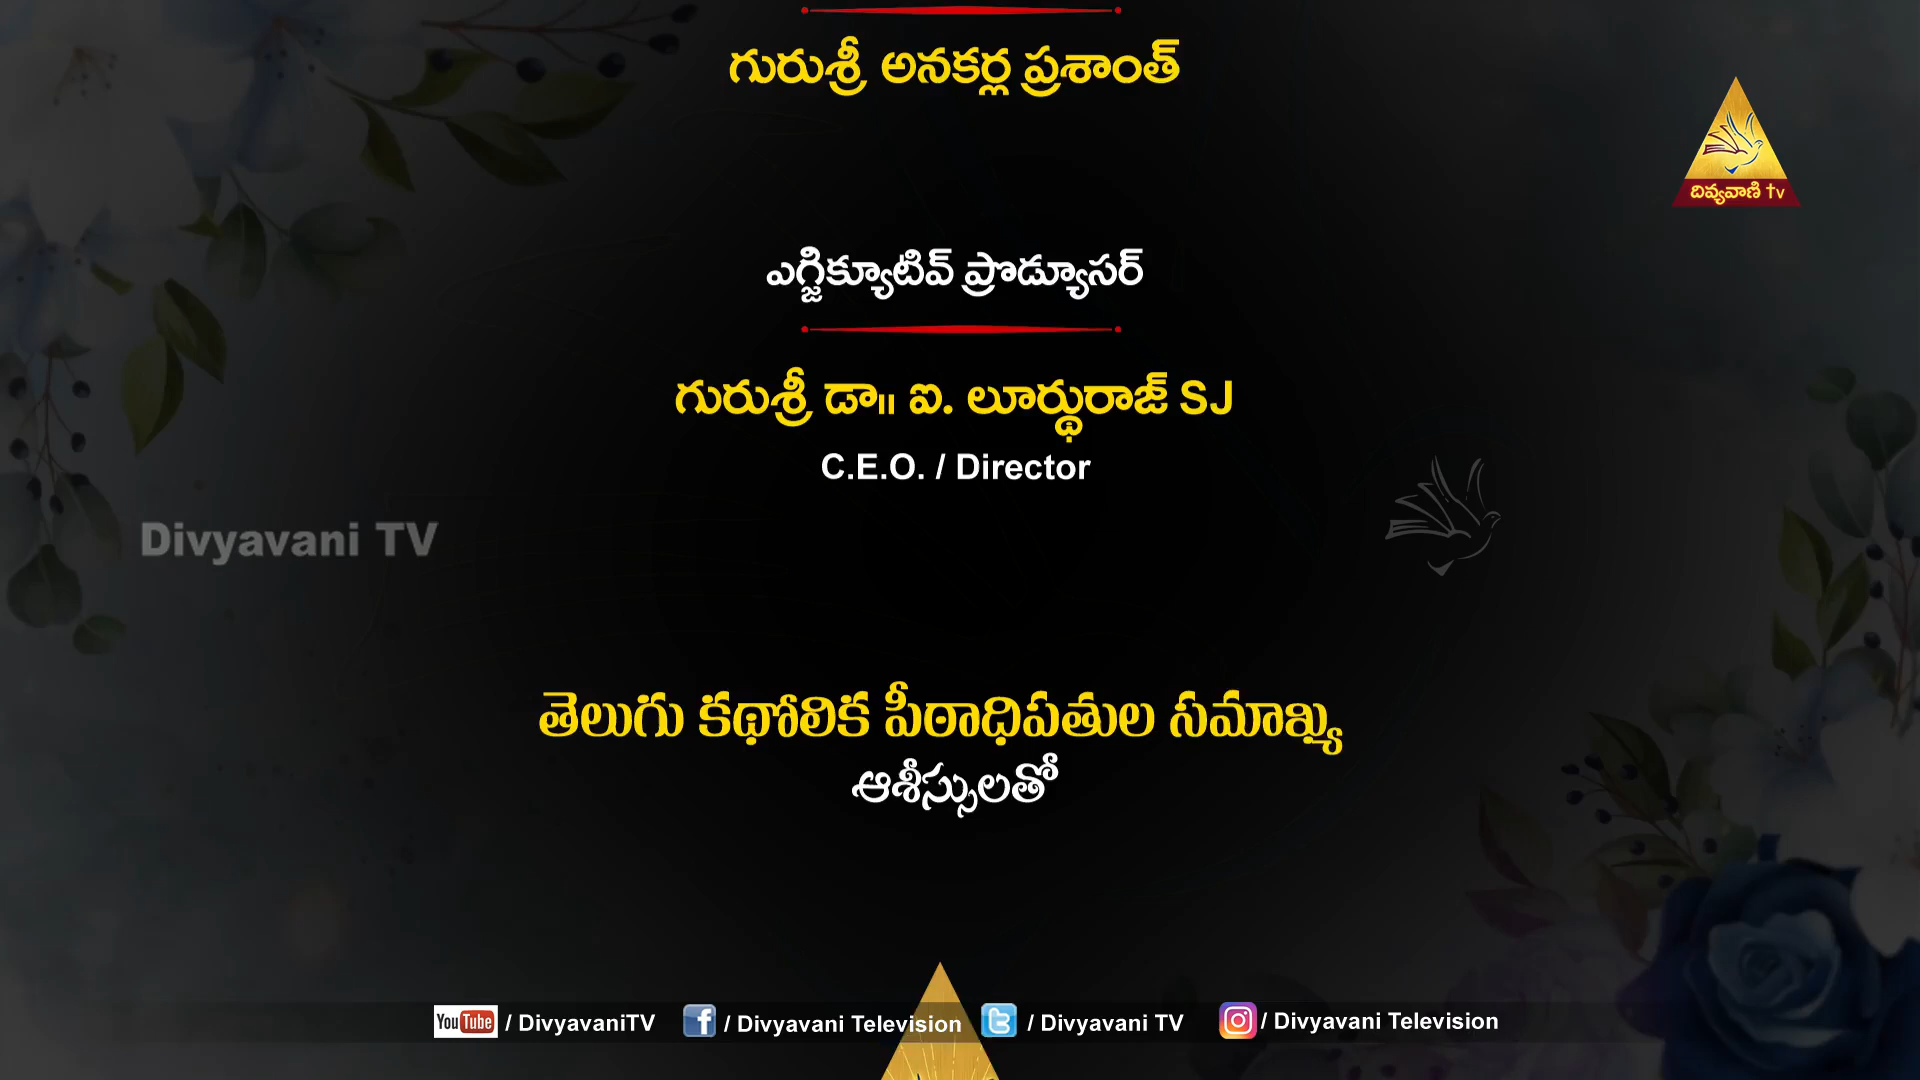 గురుశ్రీ అనకర్ల ప్రశాంత్
దివ్యవాణి tv
ఎగ్జిక్యూటివ్ ప్రొడ్యూసర్
గురుశ్రీ డా॥ ఐ. లూర్థురాజ్ SJ
C.E.O. / Director
Divyavani TV
తెలుగు కథోలిక పీఠాధిపతుల సమాఖ్య
ఆశీస్సులతో
YouTube / DivyavaniTV f / Divyavani Television / Divyavani TV / Divyavani Television